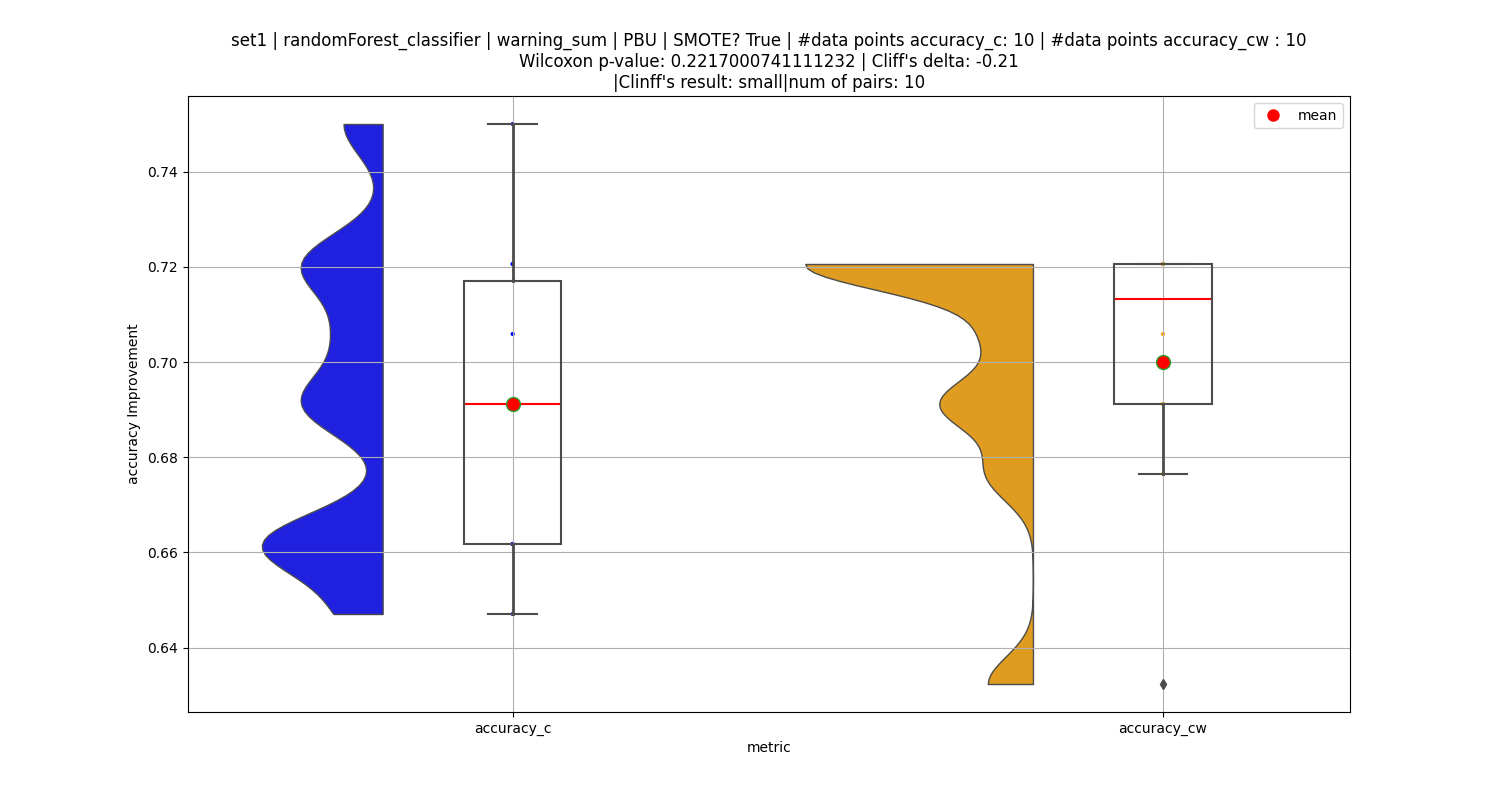 set1 | randomForest_classifier | warning_sum | PBU | SMOTE? True | #data points accuracy_c: 10 | #data points accuracy_cw : 10
Wilcoxon p-value: 0.2217000741111232 | Cliff's delta: -0.21
|Clinff's result: small|num of pairs: 10
mean
0.74
0.72
0.70
0.68
0.66
0.64
accuracy Improvement
accuracy_c
accuracy_cw
metric